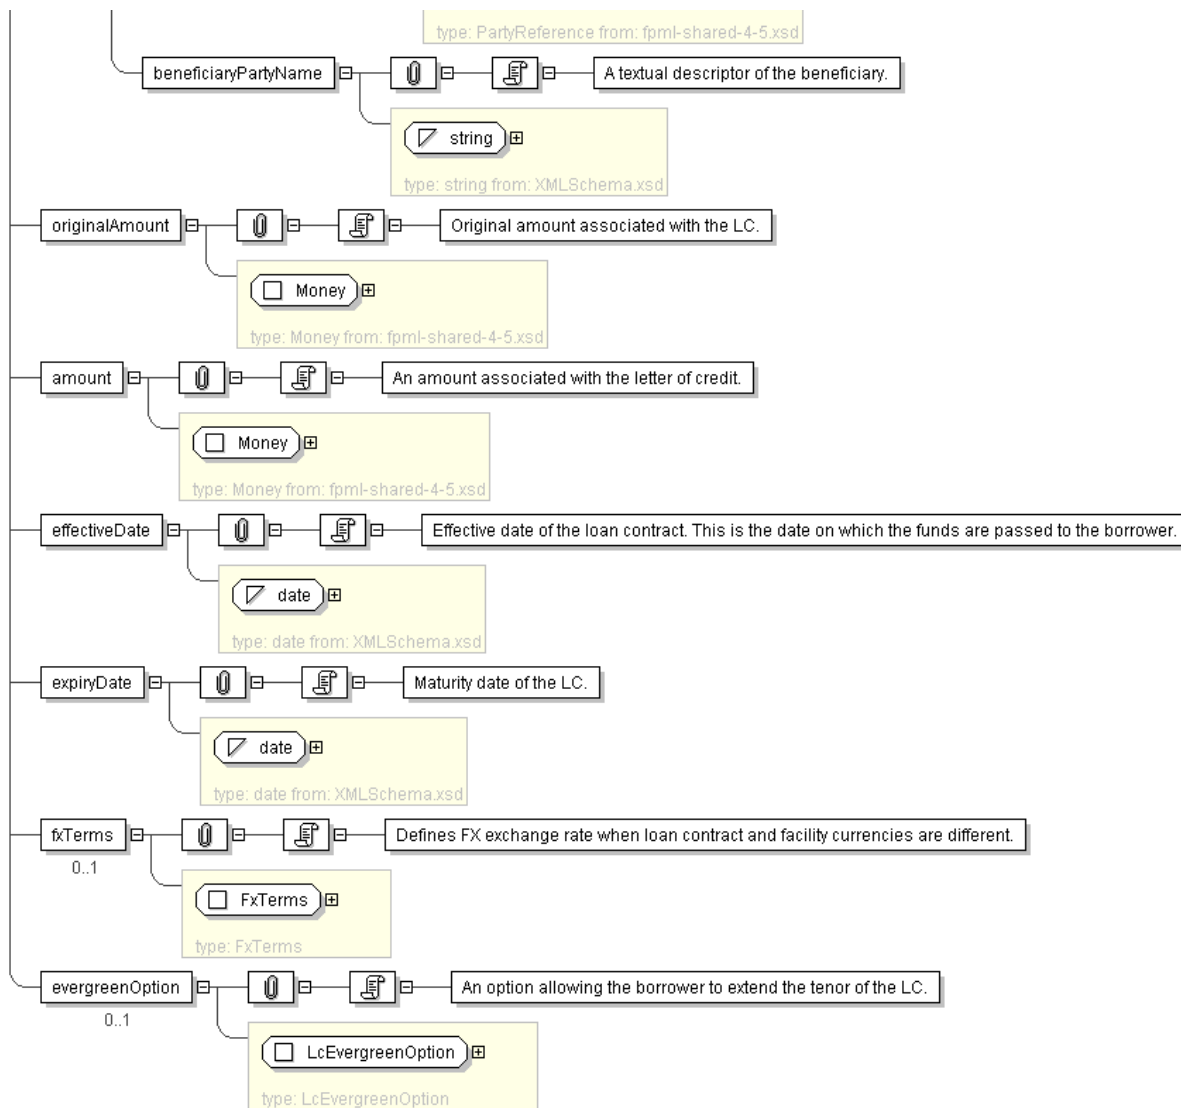 type: PartyReference from: fpml-shared-4-5.xsd
beneficiaryPartyName
A textual descriptor of the beneficiary.
string
type: string from: XMLSchema.xsd
originalAmount
Original amount associated with the LC.
Money
type: Money from: fpml-shared-4-5.xsd
amount
An amount associated with the letter of credit.
Money
type: Money from: fpml-shared-4-5.xsd
effectiveDate
Effective date of the loan contract. This is the date on which the funds are passed to the borrower.
date
type: date from: XMLSchema.xsd
expiryDate
Maturity date of the LC.
date
type: date from: XMLSchema.xsd
fxTerms
Defines FX exchange rate when loan contract and facility currencies are different.
0..1
FxTerms
type: FxTerms
evergreenOption
An option allowing the borrower to extend the tenor of the LC.
0..1
LcEvergreenOption
type: LcEvergreenOption